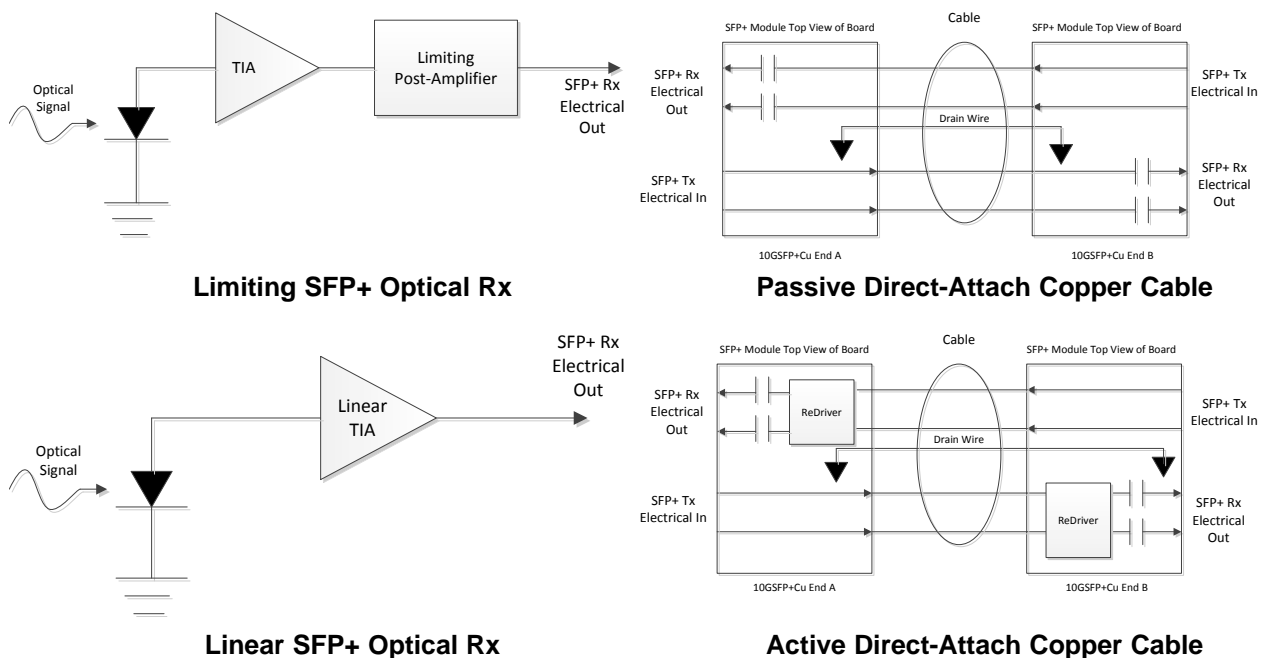 TIA
Limiting
Post-Amplifier
Optical
Signal
SFP+ Rx
Electrical
Out
Limiting SFP+ Optical Rx
Cable
SFP+ Module Top View of Board
SFP+ Module Top View of Board
SFP+ Rx
Electrical
Out
SFP+ Tx
Electrical In
Drain Wire
SFP+ Tx
Electrical In
SFP+ Rx
Electrical
Out
10GSFP+Cu End A
10GSFP+Cu End B
Passive Direct-Attach Copper Cable
SFP+ Rx
Electrical
Out
Linear
TIA
Optical
Signal
Linear SFP+ Optical Rx
Cable
SFP+ Module Top View of Board
SFP+ Module Top View of Board
SFP+ Rx
Electrical
Out
ReDriver
SFP+ Tx
Electrical In
Drain Wire
SFP+ Tx
Electrical In
ReDriver
SFP+ Rx
Electrical
Out
10GSFP+Cu End A
10GSFP+Cu End B
Active Direct-Attach Copper Cable